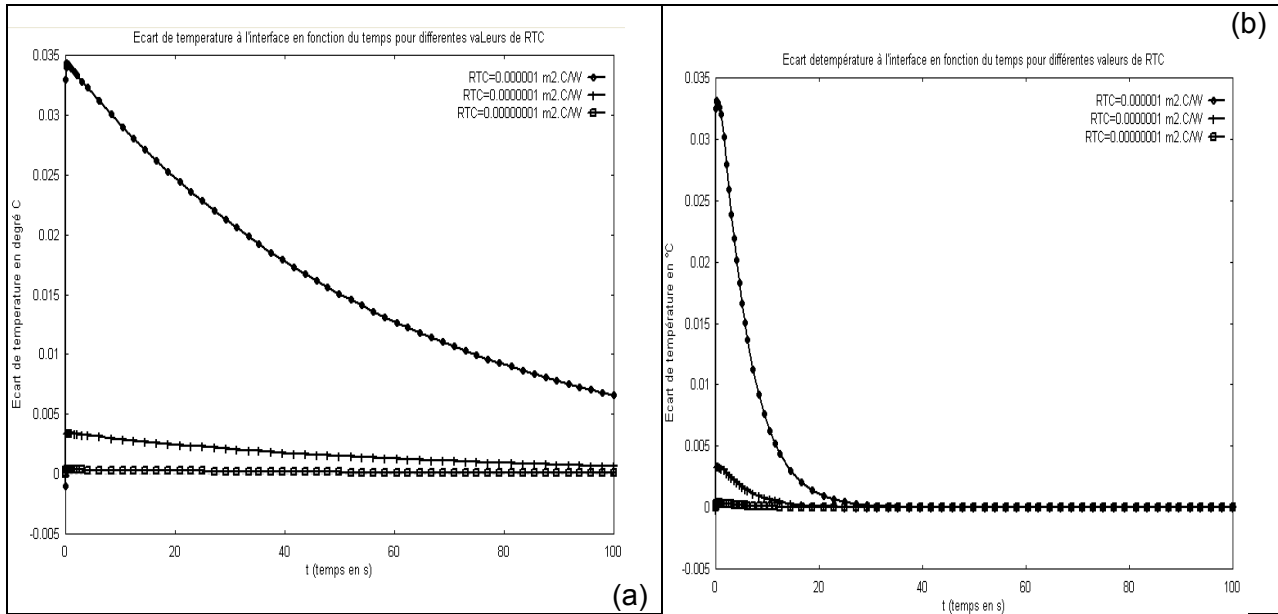 Ecart de temperature à l'interface en fonction du temps pour differentes vaLeurs de RTC
RTC=0.000001 m2.C/W
RTC=0.0000001 m2.C/W
RTC=0.00000001 m2.C/W
Ecart de temperature en degré C
0.035
0.03
0.025
0.02
0.015
0.01
0.005
0
-0.005
0 20 40 60 80 100
t (temps en s)
(a)
(b)
Ecart detempérature à l'interface en fonction du temps pour différentes valeurs de RTC
RTC=0.000001 m2.C/W
RTC=0.0000001 m2.C/W
RTC=0.00000001 m2.C/W
Ecart de température en °C
0.035
0.03
0.025
0.02
0.015
0.01
0.005
0
-0.005
0 20 40 60 80 100
t (temps en s)